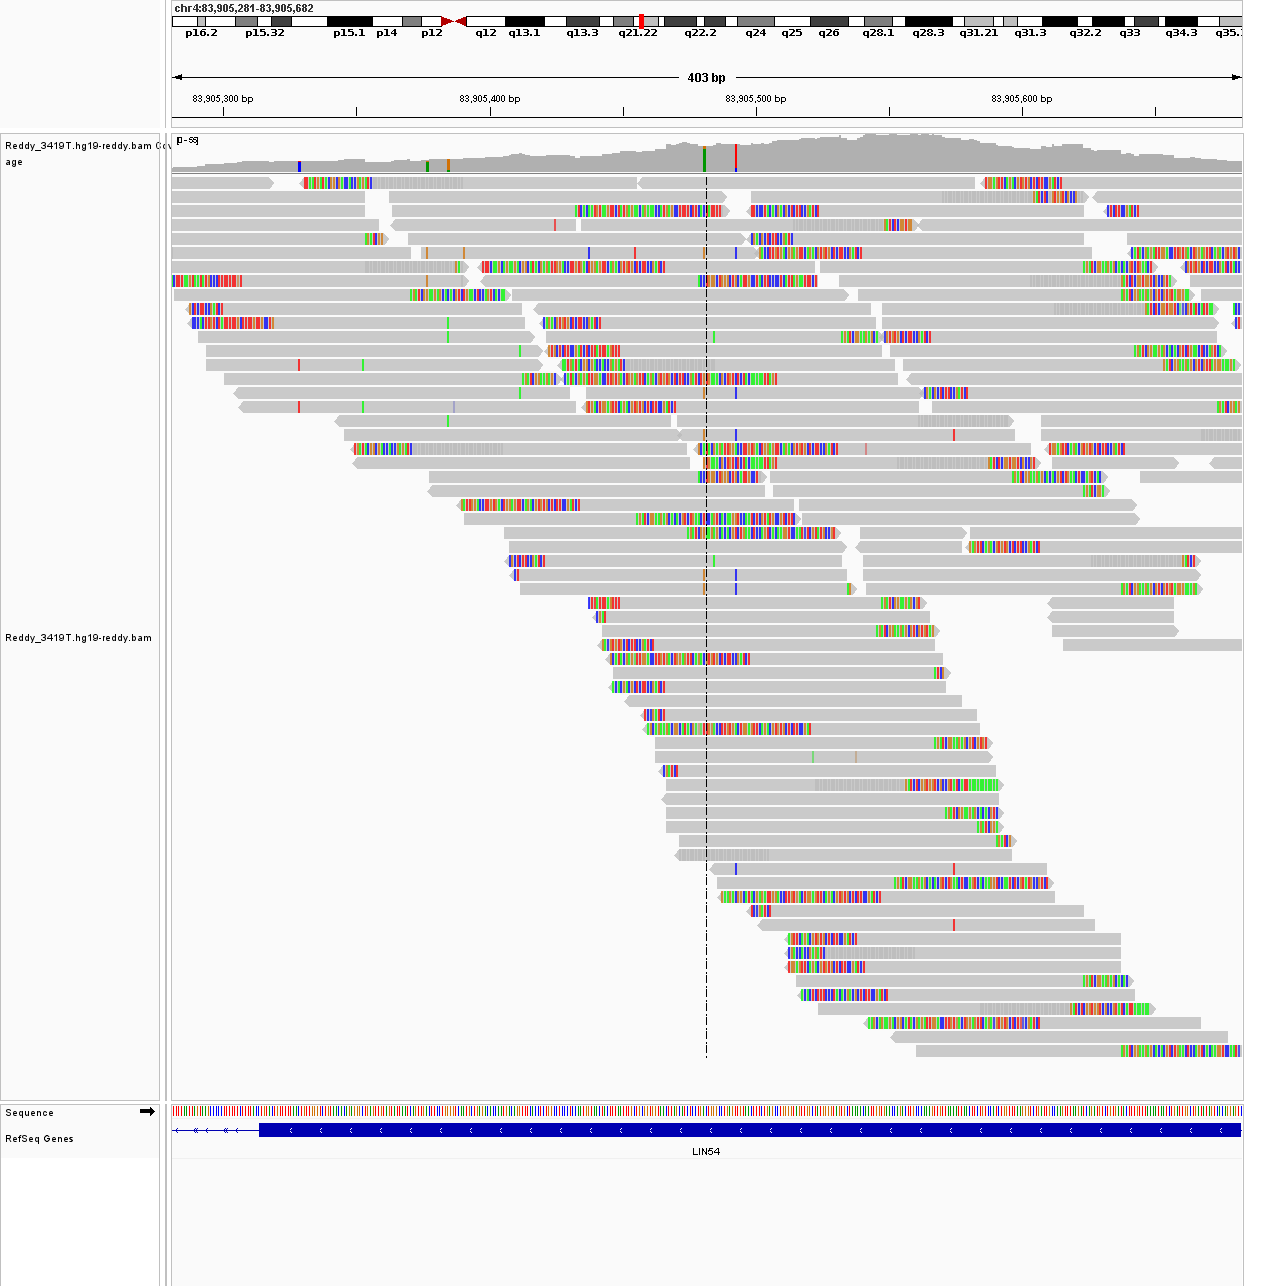 chr4:83,905,281-83,905,682
p16.2 p15.32 p15.1 p14 p12 q12 q13.1 q13.3 q21.22 q22.2 q24 q25 q26 q28.1 q28.3 q31.21 q31.3 q32.2 q33 q34.3 q35.
403 bp
83,905,300 bp 83,905,400 bp 83,905,500 bp 83,905,600 bp
Reddy_3419T.hg19-reddy.bam Cov
age
Reddy_3419T.hg19-reddy.bam
Sequence
RefSeq Genes
LIN54